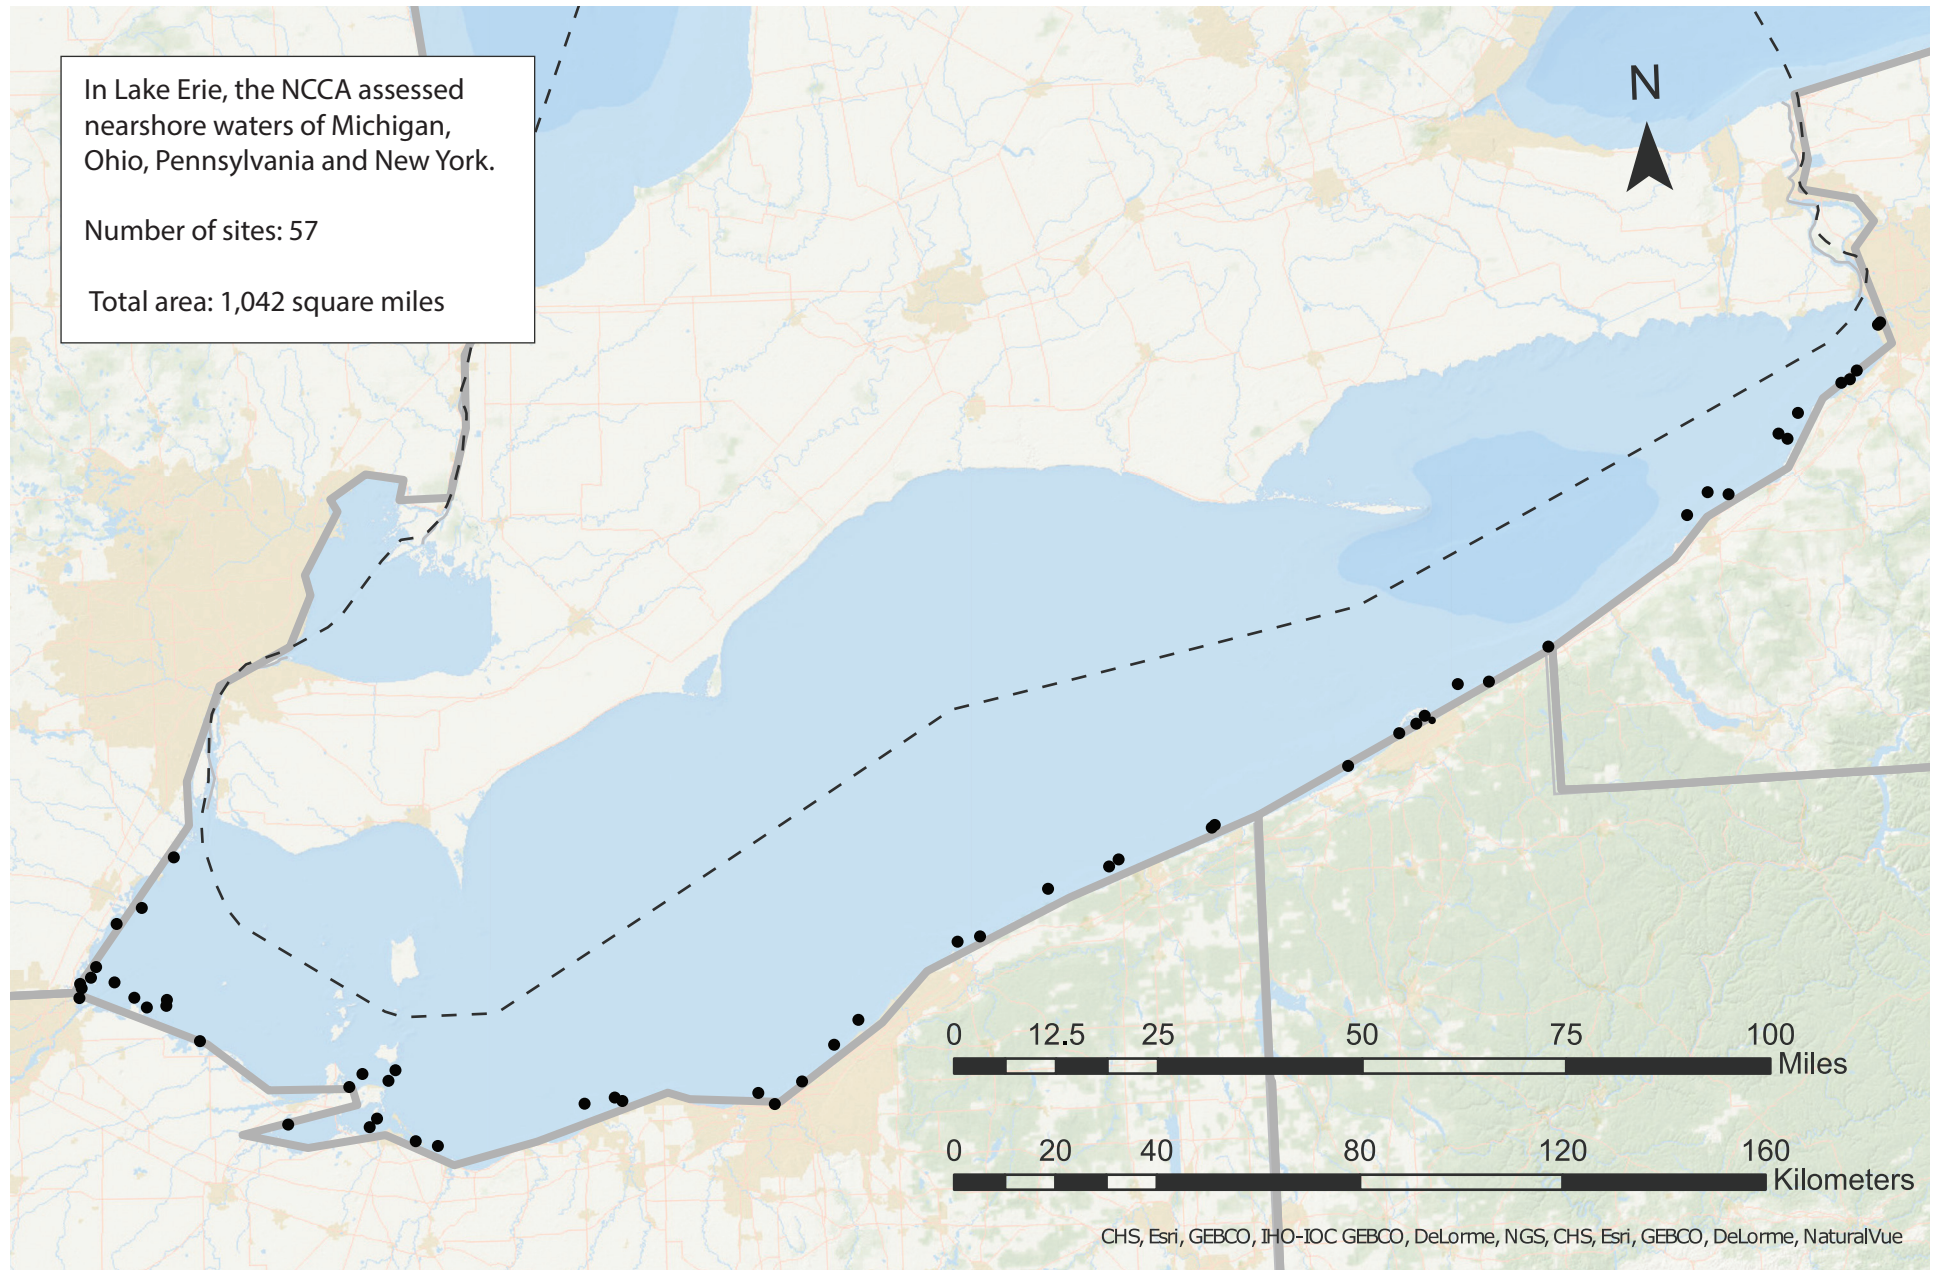 In Lake Erie, the NCCA assessed
nearshore waters of Michigan,
Ohio, Pennsylvania and New York.
Number of sites: 57
Total area: 1,042 square miles
N
0 12.5 25 50 75 100
Miles
0 20 40 80 120 160
Kilometers
CHS, Esri, GEBCO, IHO-IOC GEBCO, DeLorme, NGS, CHS, Esri, GEBCO, DeLorme, NaturalVue